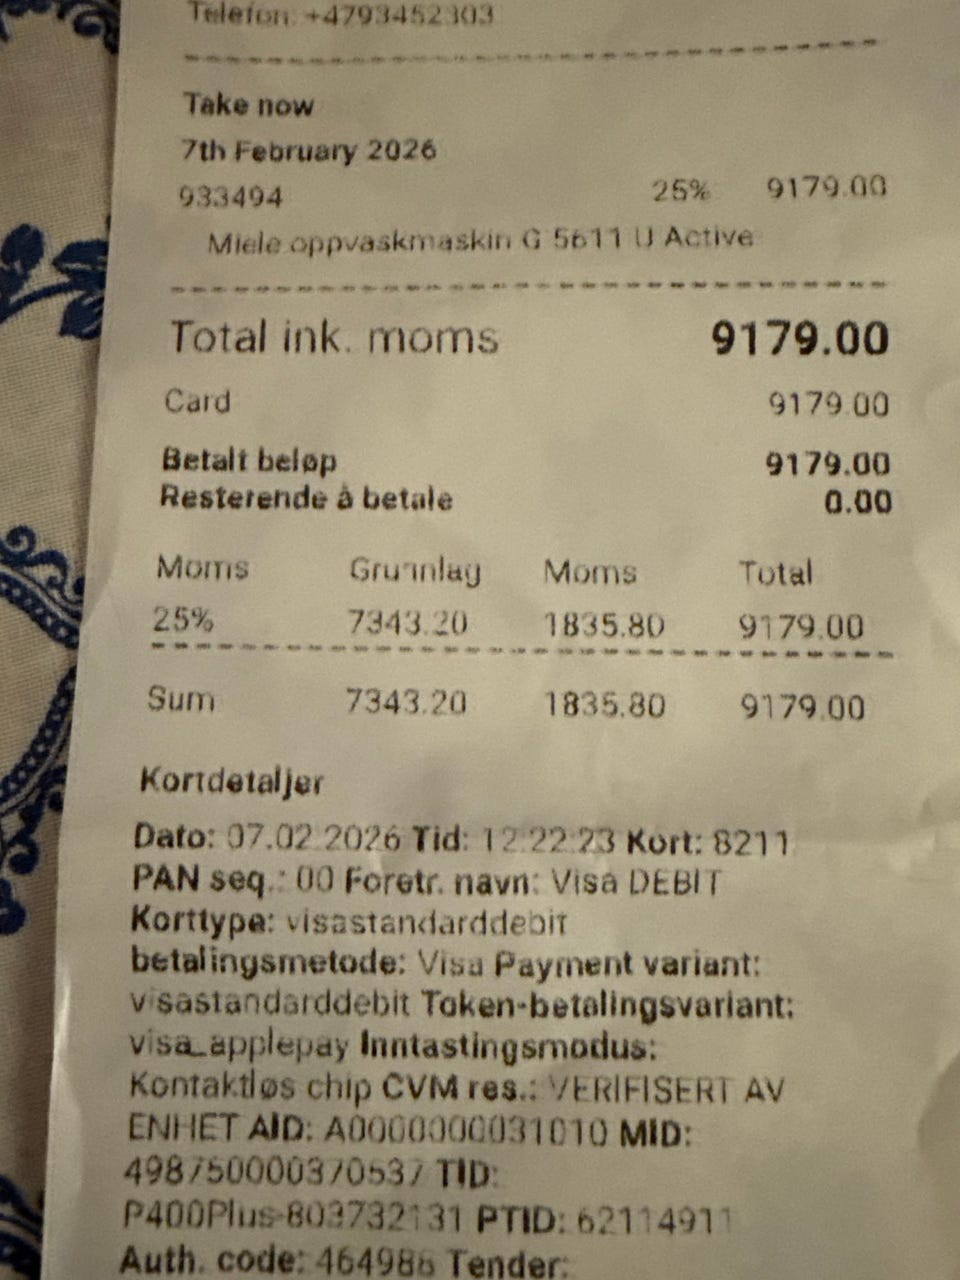 Telefon: +4793452303
Take now
7th February 2026
933494 25% 9179.00
Miele oppvaskmaskin G 5611 U Active
Total ink. moms 9179.00
Card 9179.00
Betalt beløp 9179.00
Resterende å betale 0.00
Moms Grunnlag Moms Total
25% 7343.20 1835.80 9179.00
Sum 7343.20 1835.80 9179.00
Kortdetaljer
Dato: 07.02.2026 Tid: 12:22:23 Kort: 8211
PAN seq.: 00 Foretr. navn: Visa DEBIT
Korttype: visastandarddebit
betalingsmetode: Visa Payment variant:
visastandarddebit Token-betalingsvariant:
visa_applepay Inntastingsmodus:
Kontaktløs chip CVM res.: VERIFISERT AV
ENHET AID: A0000000031010 MID:
498750000370537 TID:
P400Plus-803732131 PTID: 62114911
Auth. code: 464986 Tender: